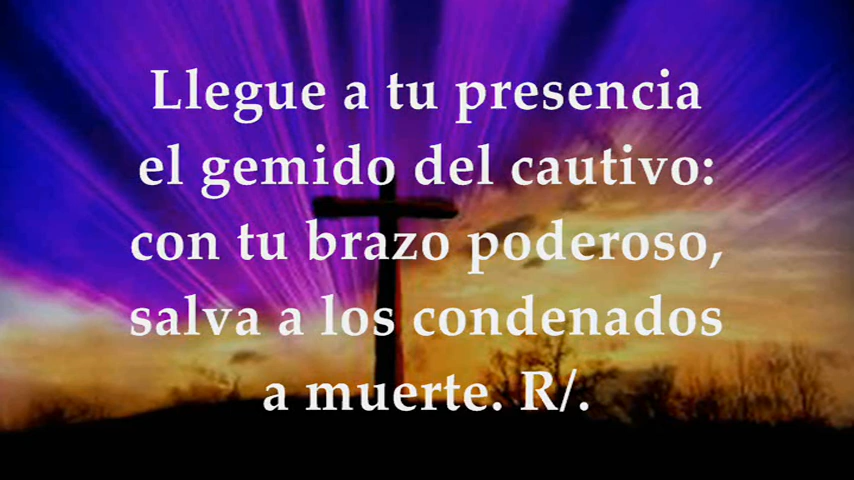 Llegue a tu presencia
el gemido del cautivo:
con tu brazo poderoso,
salva a los condenados
a muerte. R/.